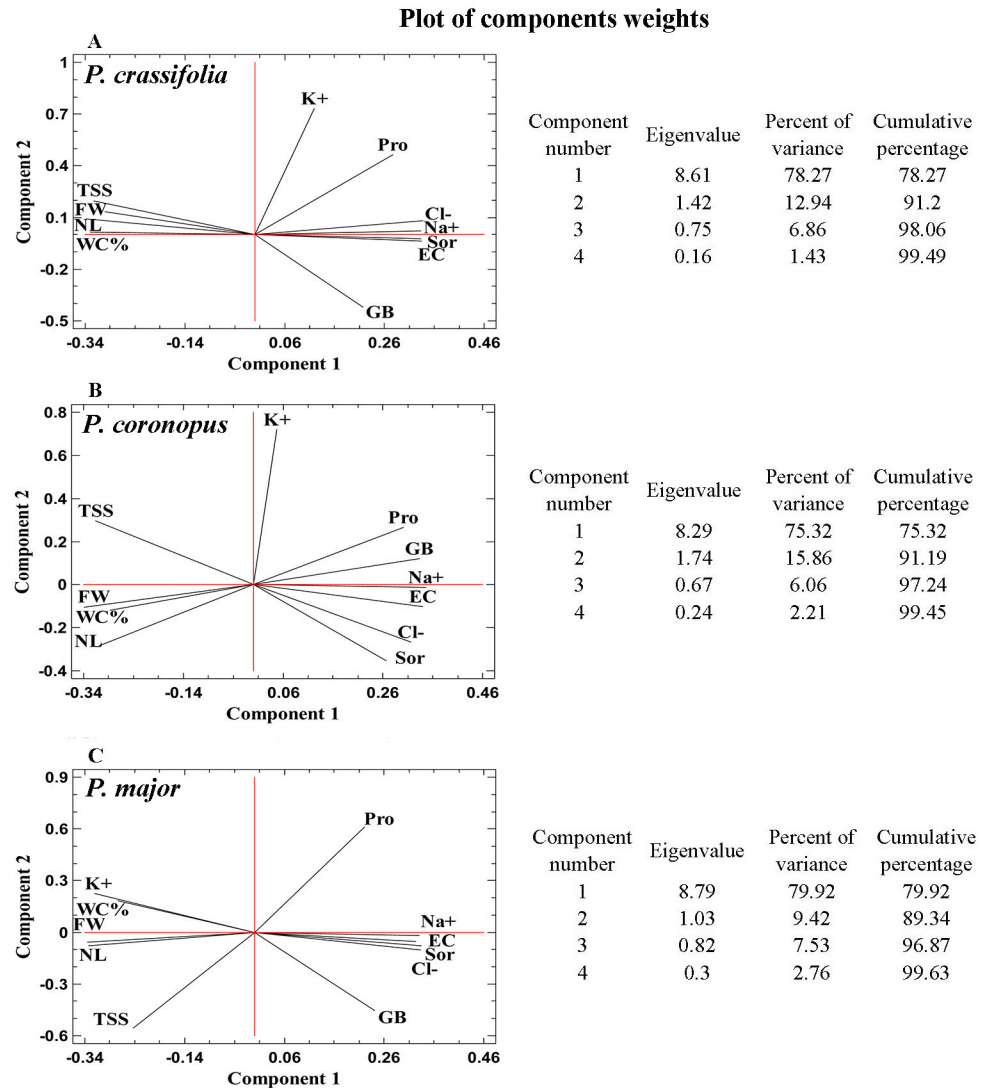 Plot of components weights
A
P. crassifolia
1
0.7
0.4
0.1
-0.2
-0.5
Component 2
K+
Pro
TSS
FW
NL
WC%
Cl-
Na+
Sor
EC
GB
-0.34 -0.14 0.06 0.26 0.46
Component 1
Component number Eigenvalue Percent of variance Cumulative percentage
1 8.61 78.27 78.27
2 1.42 12.94 91.2
3 0.75 6.86 98.06
4 0.16 1.43 99.49
B
P. coronopus
0.8
0.6
0.4
0.2
0
-0.2
-0.4
Component 2
K+
TSS
Pro
GB
Na+
EC
FW
WC%
NL
Cl-
Sor
-0.34 -0.14 0.06 0.26 0.46
Component 1
Component number Eigenvalue Percent of variance Cumulative percentage
1 8.29 75.32 75.32
2 1.74 15.86 91.19
3 0.67 6.06 97.24
4 0.24 2.21 99.45
C
P. major
0.9
0.6
0.3
0
-0.3
-0.6
Component 2
Pro
K+
WC%
FW
NL
Na+
EC
Sor
Cl-
TSS
GB
-0.34 -0.14 0.06 0.26 0.46
Component 1
Component number Eigenvalue Percent of variance Cumulative percentage
1 8.79 79.92 79.92
2 1.03 9.42 89.34
3 0.82 7.53 96.87
4 0.3 2.76 99.63